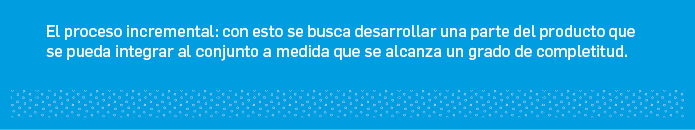 El proceso incremental: con esto se busca desarrollar una parte del producto que
se pueda integrar al conjunto a medida que se alcanza un grado de completitud.